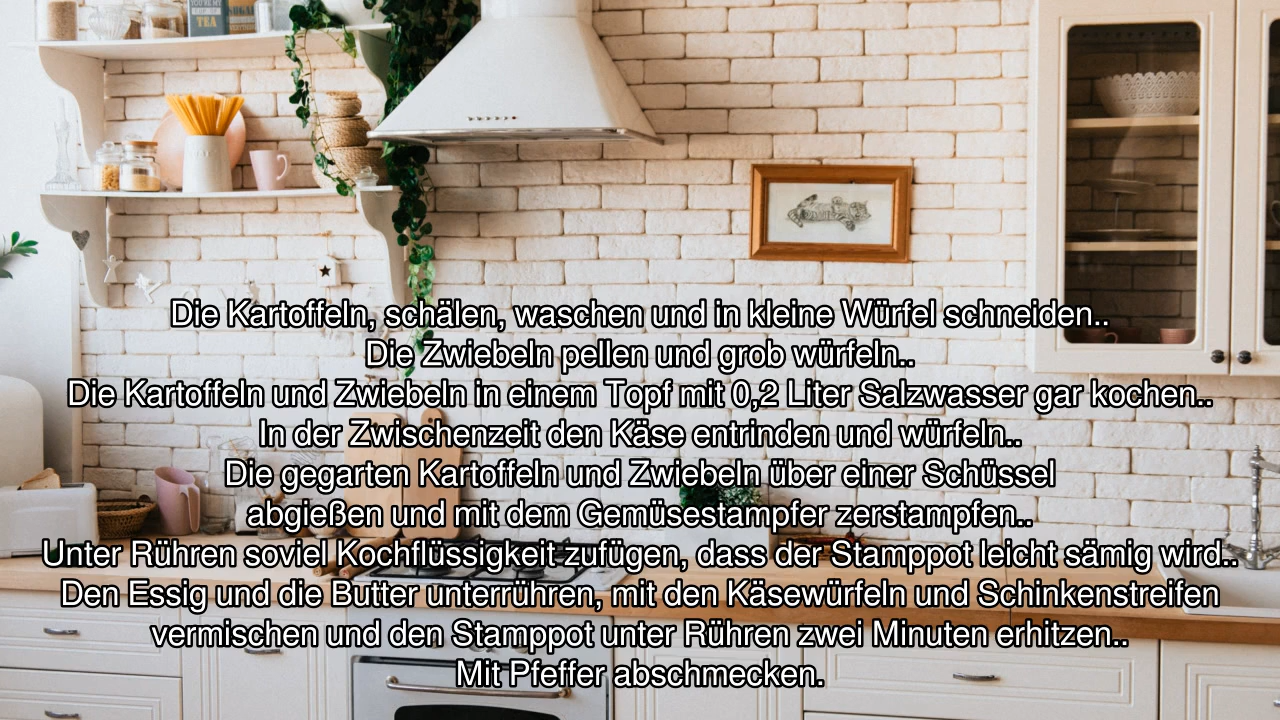 TEA
Die Kartoffeln, schälen, waschen und in kleine Würfel schneiden..
Die Zwiebeln pellen und grob würfeln..
Die Kartoffeln und Zwiebeln in einem Topf mit 0,2 Liter Salzwasser gar kochen..
In der Zwischenzeit den Käse entrinden und würfeln..
Die gegarten Kartoffeln und Zwiebeln über einer Schüssel
abgießen und mit dem Gemüsestampfer zerstampfen..
Unter Rühren soviel Kochflüssigkeit zufügen, dass der Stamppot leicht sämig wird..
Den Essig und die Butter unterrühren, mit den Käsewürfeln und Schinkenstreifen
vermischen und den Stamppot unter Rühren zwei Minuten erhitzen..
Mit Pfeffer abschmecken.